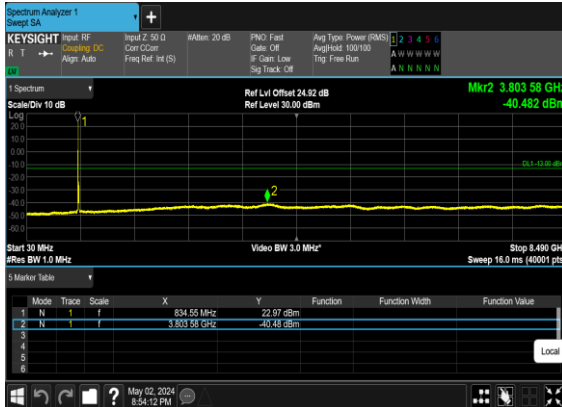 Spectrum Analyzer 1
Swept SA
+
KEYSIGHT Input: RF Input Z: 50 Ω #Atten: 20 dB PNO: Fast Avg Type: Power (RMS) 1 2 3 4 5 6
R T Coupling: DC Corr CCorr Gate: Off Avg|Hold: 100/100 A W W W W W
Align: Auto Freq Ref: Int (S) IF Gain: Low Trig: Free Run
Sig Track: Off A N N N N N
1 Spectrum
Ref Lvl Offset 24.92 dB Mkr2 3.803 58 GHz
Scale/Div 10 dB Ref Level 30.00 dBm -40.482 dBm
Log
20.0
10.0
0.00
-10.0
-20.0
-30.0
-40.0
-50.0
-60.0
1
DL1 -13.00 dBm
2
Start 30 MHz Video BW 3.0 MHz* Stop 8.490 GHz
#Res BW 1.0 MHz Sweep 16.0 ms (40001 pts)
5 Marker Table
Mode Trace Scale X Y Function Function Width Function Value
1 N 1 f 834.55 MHz 22.97 dBm
2 N 1 f 3.803 58 GHz -40.48 dBm
3
4
5
6
Local
? May 02, 2024
8:54:12 PM